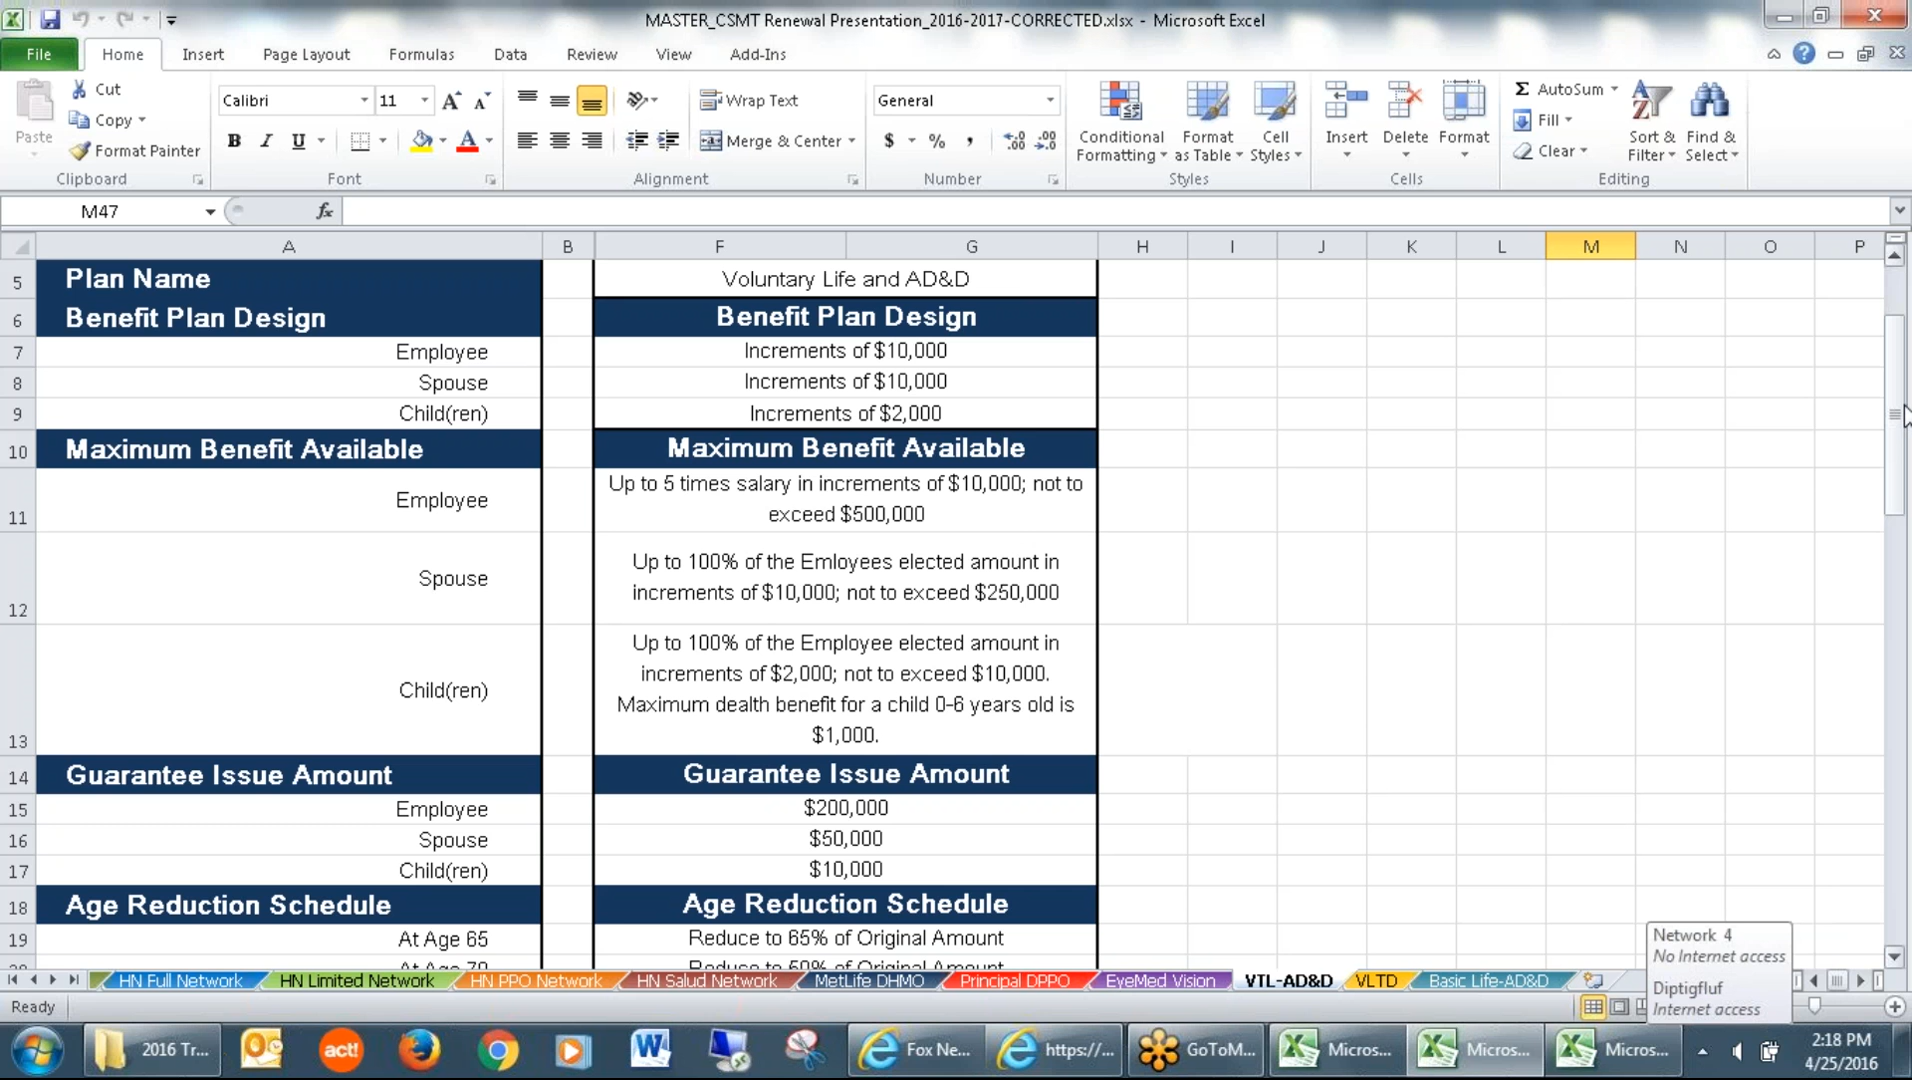 MASTER_CSMT Renewal Presentation_2016-2017-CORRECTED.xlsx - Microsoft Excel
File Home Insert Page Layout Formulas Data Review View Add-Ins
Paste
Cut
Copy
Format Painter
Clipboard
Calibri 11
B I U
Font
Wrap Text
Merge & Center
Alignment
General
$ % ,
Number
Conditional Formatting
Format as Table
Cell Styles
Styles
Insert Delete Format
Cells
AutoSum
Fill
Clear
Sort & Filter
Find & Select
Editing
M47 fx
A B F G H I J K L M N O P
5 Plan Name Voluntary Life and AD&D
6 Benefit Plan Design Benefit Plan Design
7 Employee Increments of $10,000
8 Spouse Increments of $10,000
9 Child(ren) Increments of $2,000
10 Maximum Benefit Available Maximum Benefit Available
11 Employee Up to 5 times salary in increments of $10,000; not to
exceed $500,000
12 Spouse Up to 100% of the Emloyees elected amount in
increments of $10,000; not to exceed $250,000
13 Child(ren) Up to 100% of the Employee elected amount in
increments of $2,000; not to exceed $10,000.
Maximum dealth benefit for a child 0-6 years old is
$1,000.
14 Guarantee Issue Amount Guarantee Issue Amount
15 Employee $200,000
16 Spouse $50,000
17 Child(ren) $10,000
18 Age Reduction Schedule Age Reduction Schedule
19 At Age 65 Reduce to 65% of Original Amount
At Age 70 Reduce to 50% of Original Amount
HN Full Network HN Limited Network HN PPO Network HN Salud Network MetLife DHMO Principal DPPO EyeMed Vision VTL-AD&D VLTD Basic Life-AD&D
Network 4
No Internet access
Diptigfluf
Internet access
Ready
2016 Tr... act! Fox Ne... https://... GoToM... Micros... Micros... Micros...
2:18 PM
4/25/2016